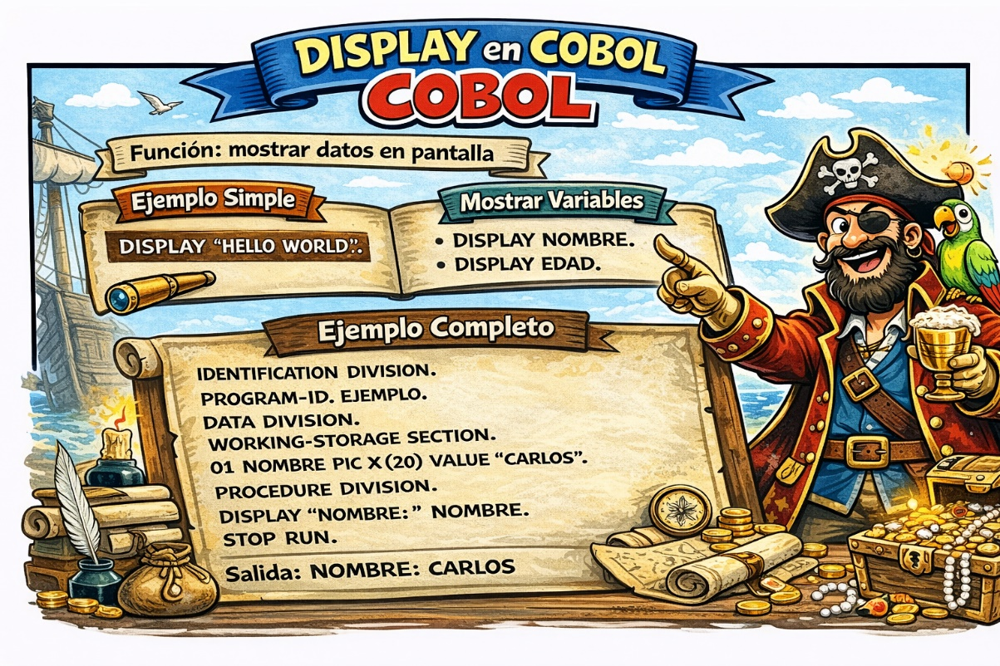 DISPLAY en COBOL
COBOL
Función: mostrar datos en pantalla
Ejemplo Simple
DISPLAY “HELLO WORLD”.
Mostrar Variables
• DISPLAY NOMBRE.
• DISPLAY EDAD.
Ejemplo Completo
IDENTIFICATION DIVISION.
PROGRAM-ID. EJEMPLO.
DATA DIVISION.
WORKING-STORAGE SECTION.
01 NOMBRE PIC X(20) VALUE “CARLOS”.
PROCEDURE DIVISION.
DISPLAY “NOMBRE: ” NOMBRE.
STOP RUN.
Salida: NOMBRE: CARLOS